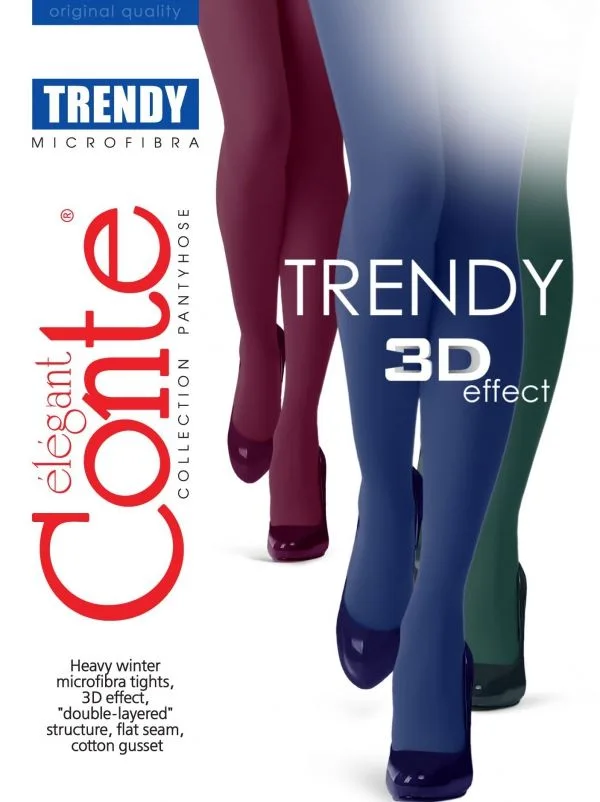 original quality
TRENDY
MICROFIBRA
élégant
Conte®
COLLECTION PANTYHOSE
TRENDY
3D
effect
Heavy winter
microfibra tights,
3D effect,
"double-layered"
structure, flat seam,
cotton gusset